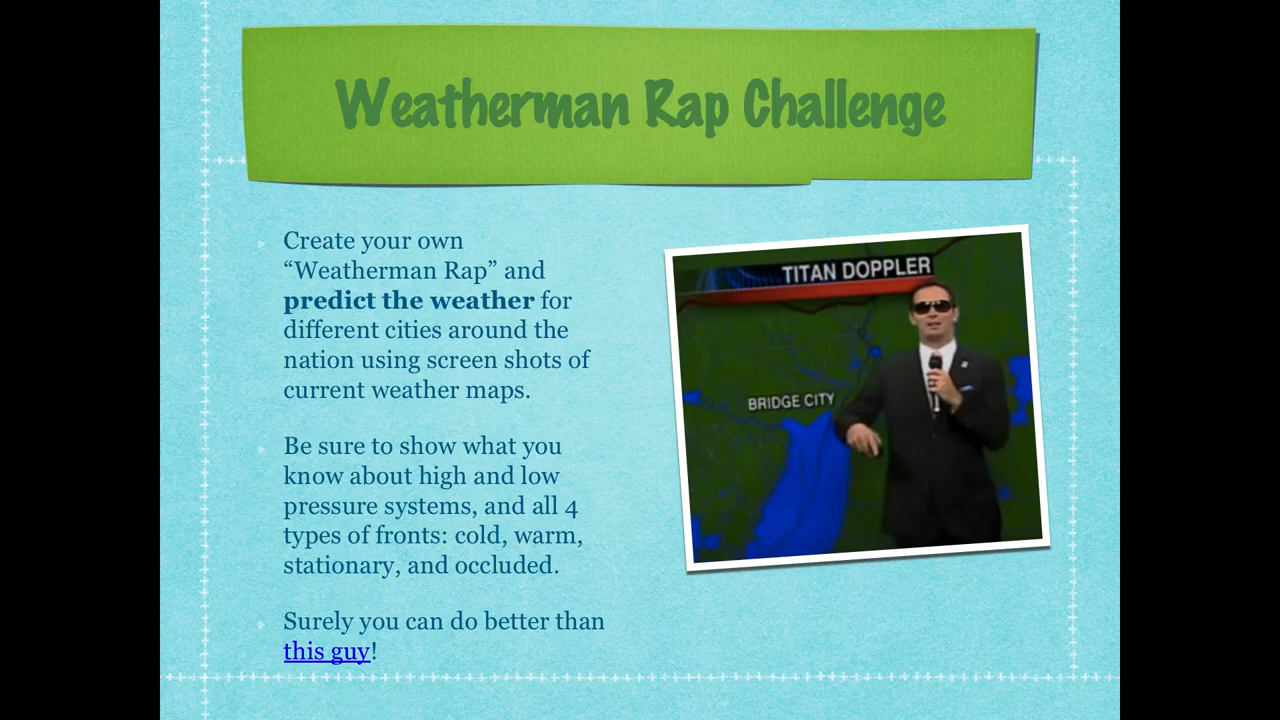 Weatherman Rap Challenge
Create your own
“Weatherman Rap” and
predict the weather for
different cities around the
nation using screen shots of
current weather maps.
Be sure to show what you
know about high and low
pressure systems, and all 4
types of fronts: cold, warm,
stationary, and occluded.
Surely you can do better than
this guy!
TITAN DOPPLER
BRIDGE CITY